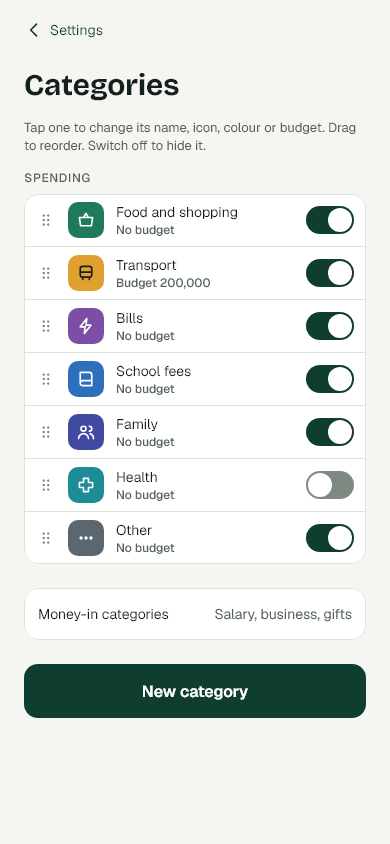 Settings
Categories
Tap one to change its name, icon, colour or budget. Drag
to reorder. Switch off to hide it.
SPENDING
Food and shopping
No budget
Transport
Budget 200,000
Bills
No budget
School fees
No budget
Family
No budget
Health
No budget
Other
No budget
Money-in categories Salary, business, gifts
New category